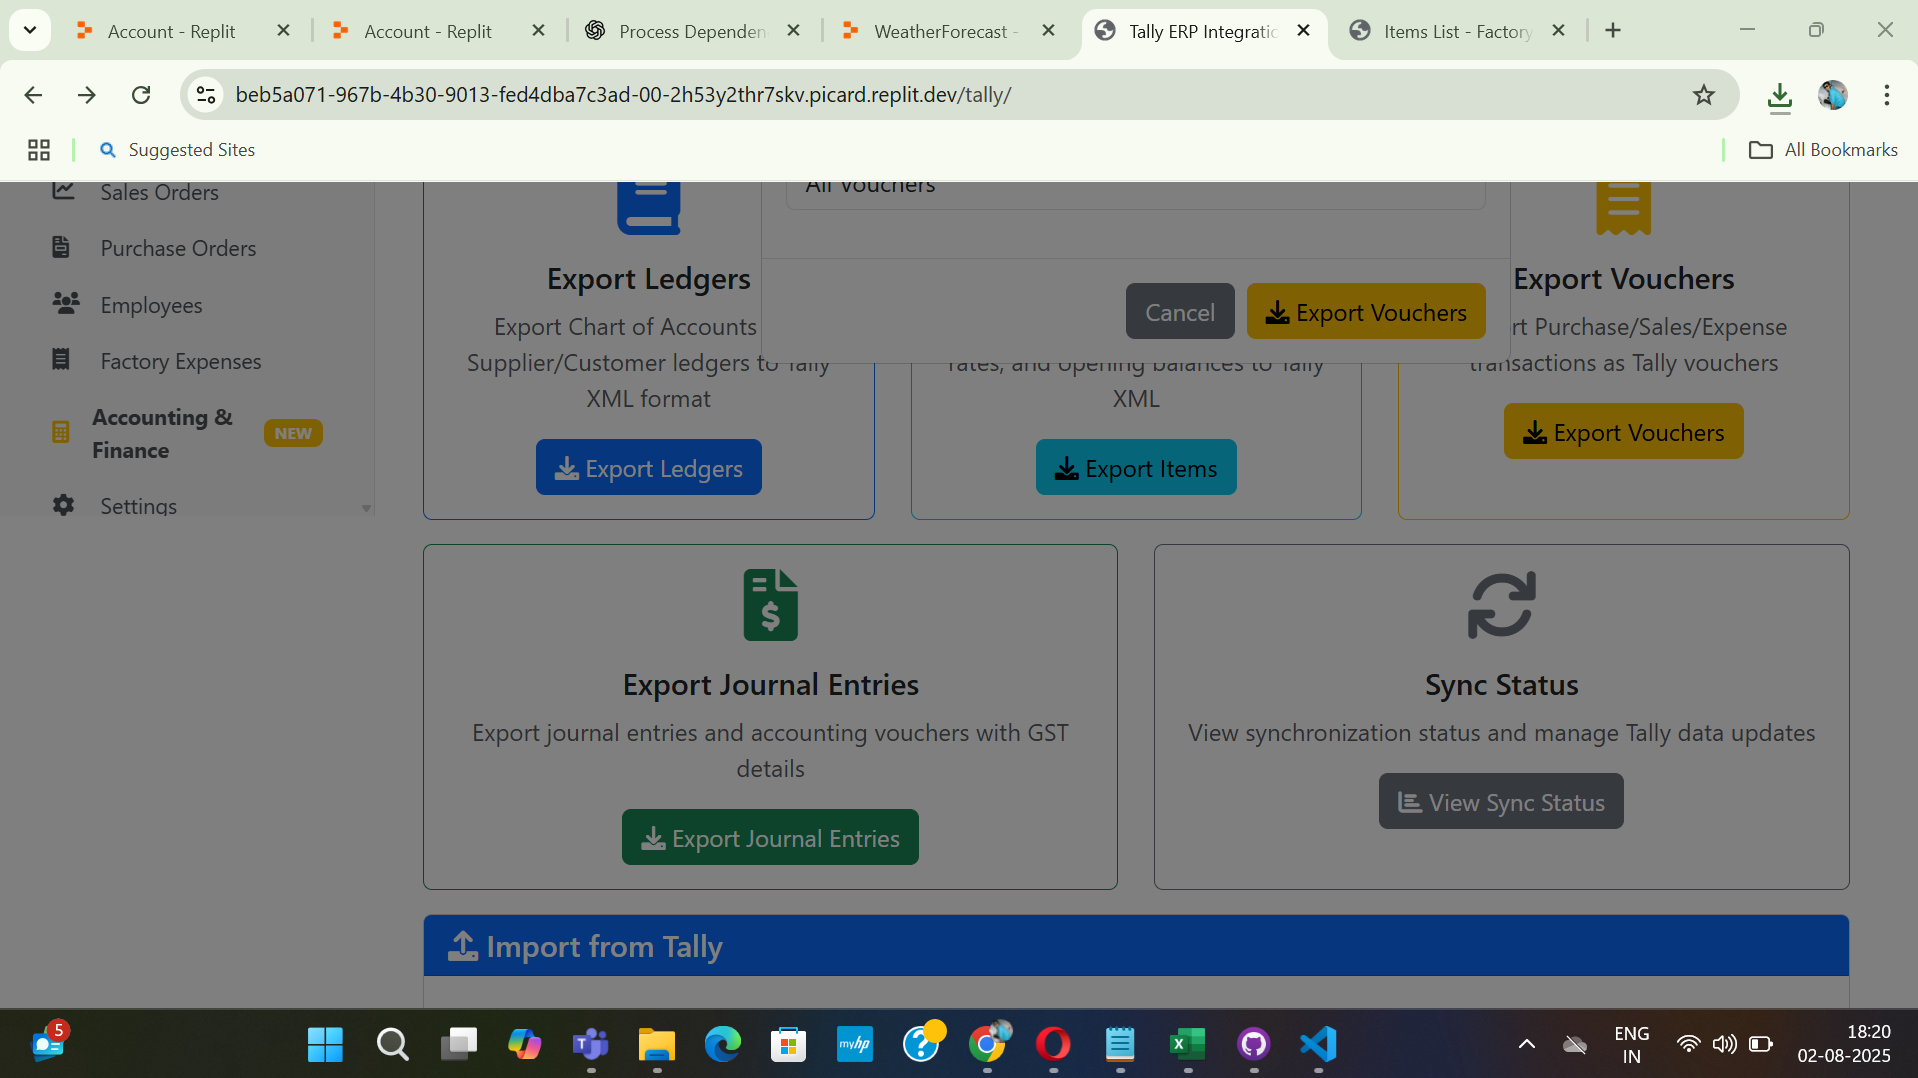 Account - Replit
Account - Replit
Process Dependen
WeatherForecast -
Tally ERP Integratio
Items List - Factory
beb5a071-967b-4b30-9013-fed4dba7c3ad-00-2h53y2thr7skv.picard.replit.dev/tally/
Suggested Sites
All Bookmarks
Sales Orders
Purchase Orders
Employees
Factory Expenses
Accounting &
Finance
NEW
Settings
All Vouchers
Cancel
Export Vouchers
Export Ledgers
Export Chart of Accounts
Supplier/Customer ledgers to Tally
XML format
Export Ledgers
rates, and opening balances to Tally
XML
Export Items
Export Vouchers
rt Purchase/Sales/Expense
transactions as Tally vouchers
Export Vouchers
$
Export Journal Entries
Export journal entries and accounting vouchers with GST
details
Export Journal Entries
Sync Status
View synchronization status and manage Tally data updates
View Sync Status
Import from Tally
5
myhp
ENG
IN
18:20
02-08-2025